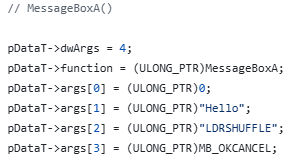 // MessageBoxA()
pDataT->dwArgs = 4;
pDataT->function = (ULONG_PTR)MessageBoxA;
pDataT->args[0] = (ULONG_PTR)0;
pDataT->args[1] = (ULONG_PTR)"Hello";
pDataT->args[2] = (ULONG_PTR)"LDRSHUFFLE";
pDataT->args[3] = (ULONG_PTR)MB_OKCANCEL;